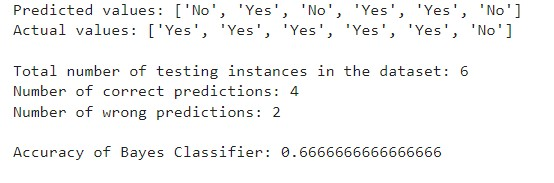 Predicted values: ['No', 'Yes', 'No', 'Yes', 'Yes', 'No']
Actual values: ['Yes', 'Yes', 'Yes', 'Yes', 'Yes', 'No']
Total number of testing instances in the dataset: 6
Number of correct predictions: 4
Number of wrong predictions: 2
Accuracy of Bayes Classifier: 0.6666666666666666